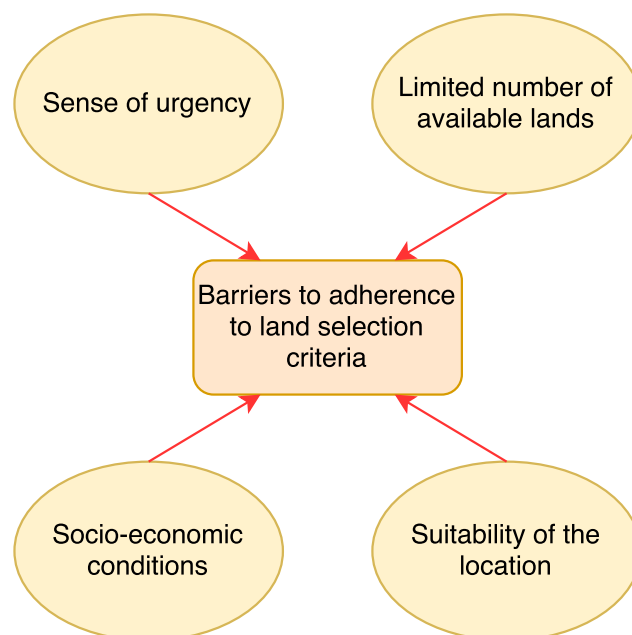 Sense of urgency
Limited number of
available lands
Barriers to adherence
to land selection
criteria
Socio-economic
conditions
Suitability of the
location